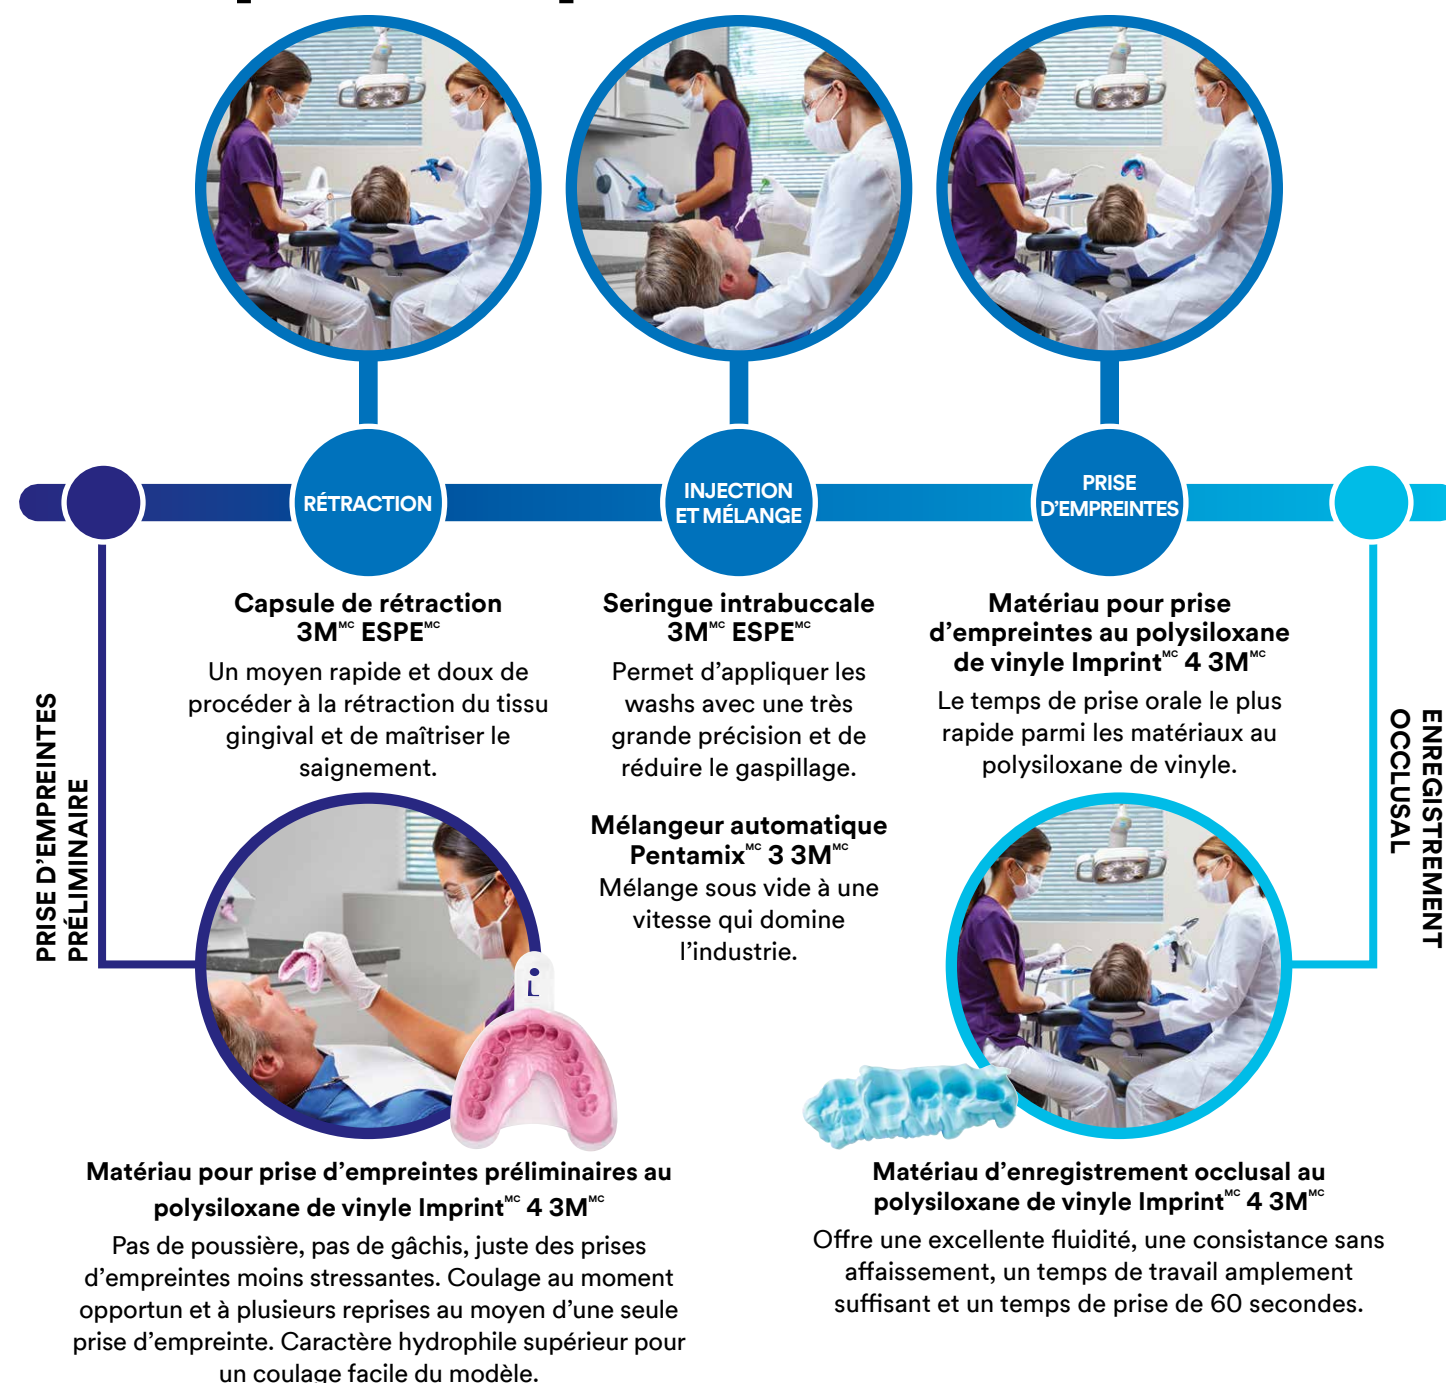 RÉTRACTION
INJECTION
ET MÉLANGE
PRISE
D'EMPREINTES
Capsule de rétraction
3Mᴹᶜ ESPEᴹᶜ
Un moyen rapide et doux de
procéder à la rétraction du tissu
gingival et de maîtriser le
saignement.
Seringue intrabuccale
3Mᴹᶜ ESPEᴹᶜ
Permet d'appliquer les
washs avec une très
grande précision et de
réduire le gaspillage.
Mélangeur automatique
Pentamixᴹᶜ 3 3Mᴹᶜ
Mélange sous vide à une
vitesse qui domine
l'industrie.
Matériau pour prise
d'empreintes au polysiloxane
de vinyle Imprintᴹᶜ 4 3Mᴹᶜ
Le temps de prise orale le plus
rapide parmi les matériaux au
polysiloxane de vinyle.
PRISE D'EMPREINTES
PRÉLIMINAIRE
ENREGISTREMENT
OCCLUSAL
Matériau pour prise d'empreintes préliminaires au
polysiloxane de vinyle Imprintᴹᶜ 4 3Mᴹᶜ
Pas de poussière, pas de gâchis, juste des prises
d'empreintes moins stressantes. Coulage au moment
opportun et à plusieurs reprises au moyen d'une seule
prise d'empreinte. Caractère hydrophile supérieur pour
un coulage facile du modèle.
Matériau d'enregistrement occlusal au
polysiloxane de vinyle Imprintᴹᶜ 4 3Mᴹᶜ
Offre une excellente fluidité, une consistance sans
affaissement, un temps de travail amplement
suffisant et un temps de prise de 60 secondes.